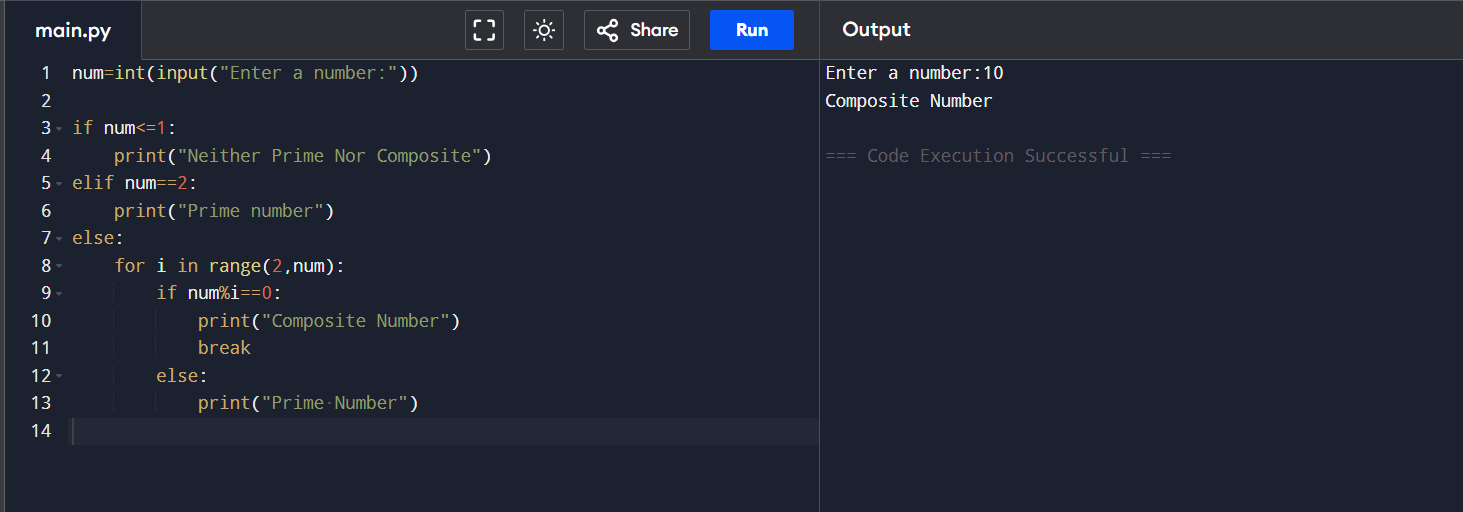 main.py
Share
Run
Output
1 num=int(input("Enter a number:"))
2
3 if num<=1:
4     print("Neither Prime Nor Composite")
5 elif num==2:
6     print("Prime number")
7 else:
8     for i in range(2,num):
9         if num%i==0:
10             print("Composite Number")
11             break
12         else:
13             print("Prime Number")
14
Enter a number:10
Composite Number
=== Code Execution Successful ===